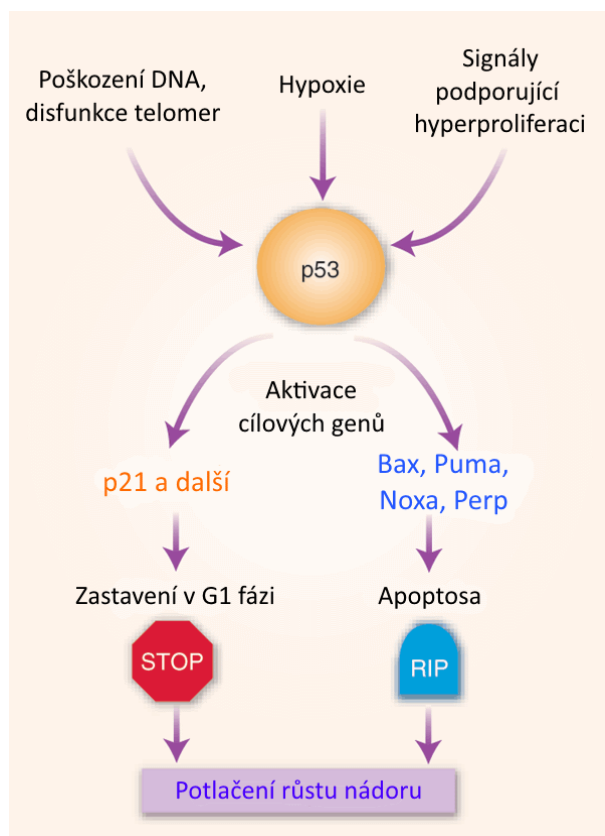 Poškození DNA,
disfunkce telomer
Hypoxie
Signály
podporující
hyperproliferaci
p53
Aktivace
cílových genů
p21 a další
Bax, Puma,
Noxa, Perp
Zastavení v G1 fázi
Apoptosa
STOP
RIP
Potlačení růstu nádoru